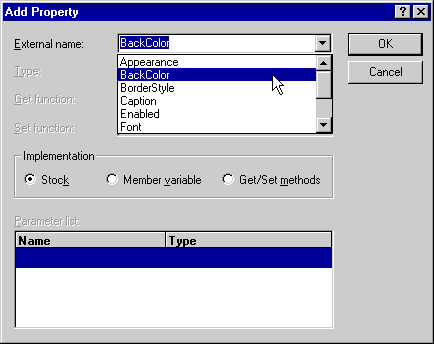 Add Property
External name: BackColor OK
Appearance
Type: BackColor Cancel
BorderStyle
Get function: Caption
Enabled
Set function: Font
Implementation
Stock Member variable Get/Set methods
Parameter list:
Name Type